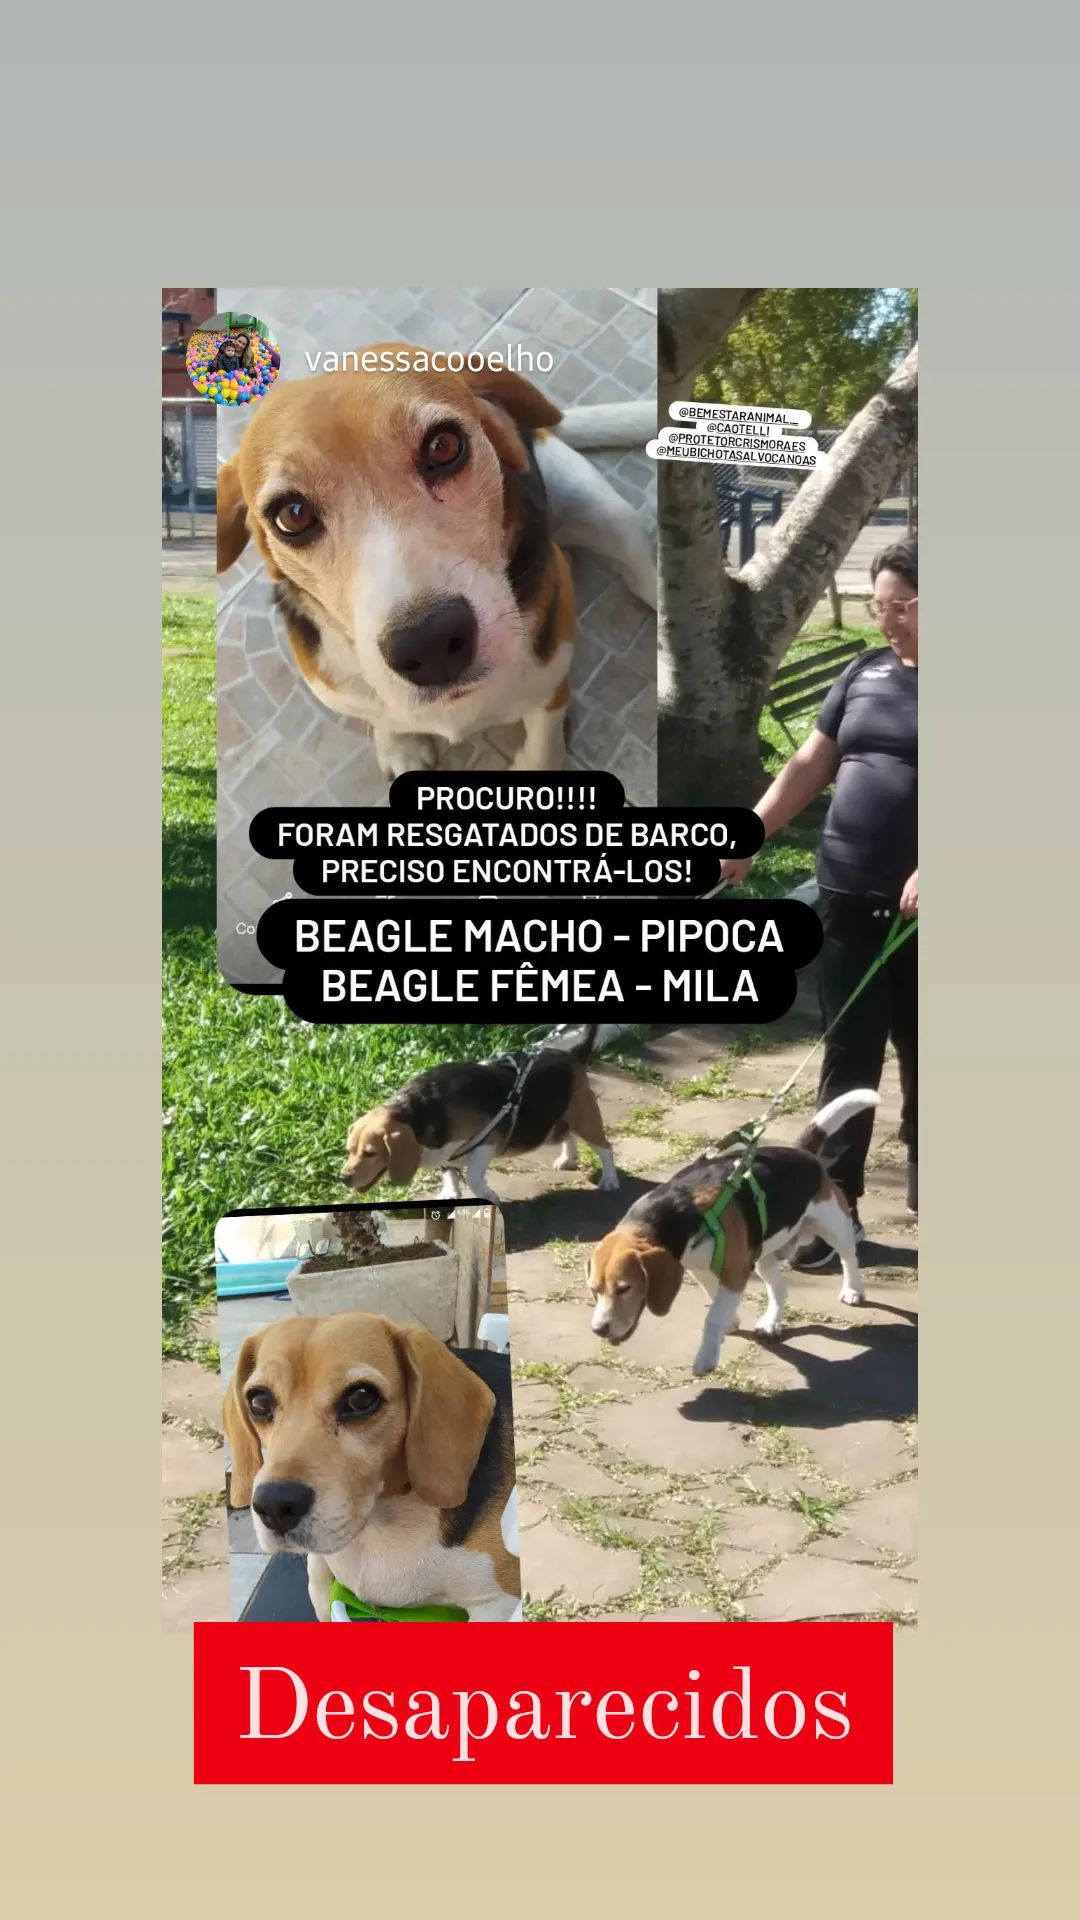 vanessacooelho
@BEMESTARANIMAL_
@CAOTELLI
@PROTETORCRISMORAES
@MEUBICHOTASALVOCANOAS
PROCURO!!!!
FORAM RESGATADOS DE BARCO,
PRECISO ENCONTRÁ-LOS!
Co
BEAGLE MACHO - PIPOCA
BEAGLE FÊMEA - MILA
Desaparecidos